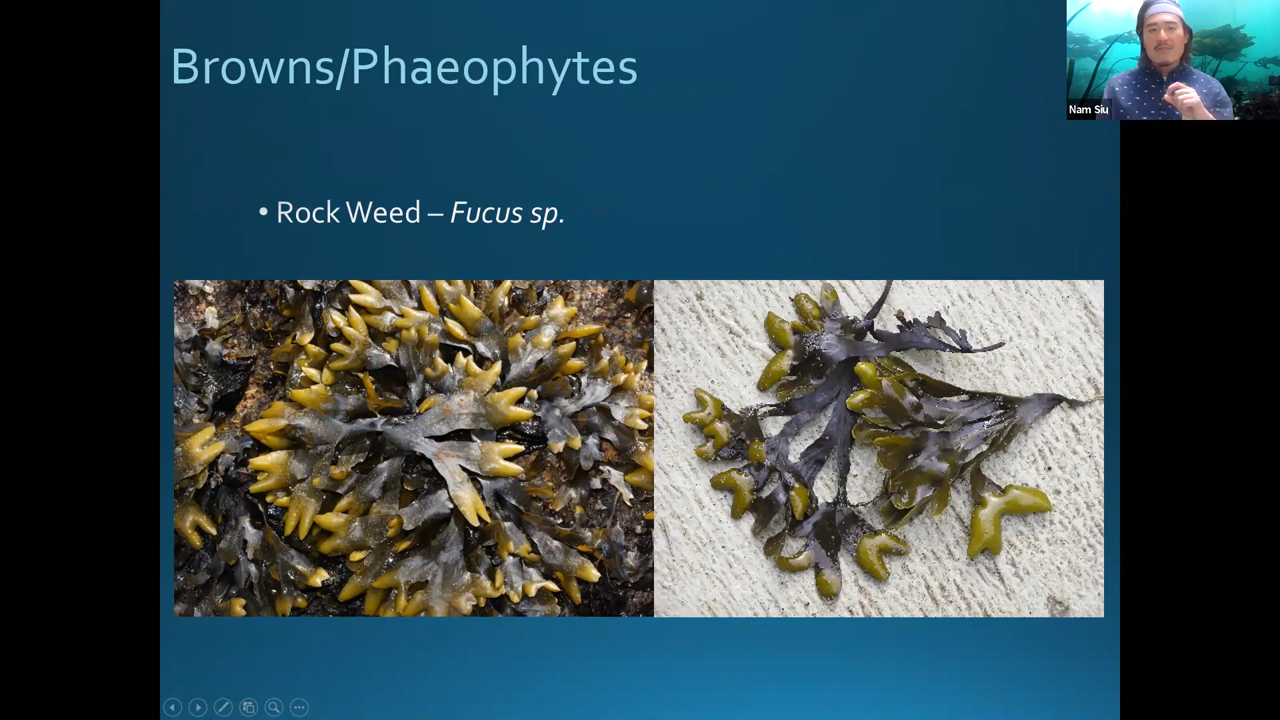 Browns/Phaeophytes
Nam Siu
• Rock Weed – Fucus sp.